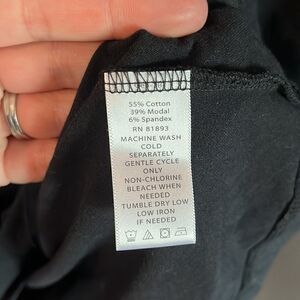 55% Cotton
39% Modal
6% Spandex
RN 81893
MACHINE WASH
COLD
SEPARATELY
GENTLE CYCLE
ONLY
NON-CHLORINE
BLEACH WHEN
NEEDED
TUMBLE DRY LOW
LOW IRON
IF NEEDED